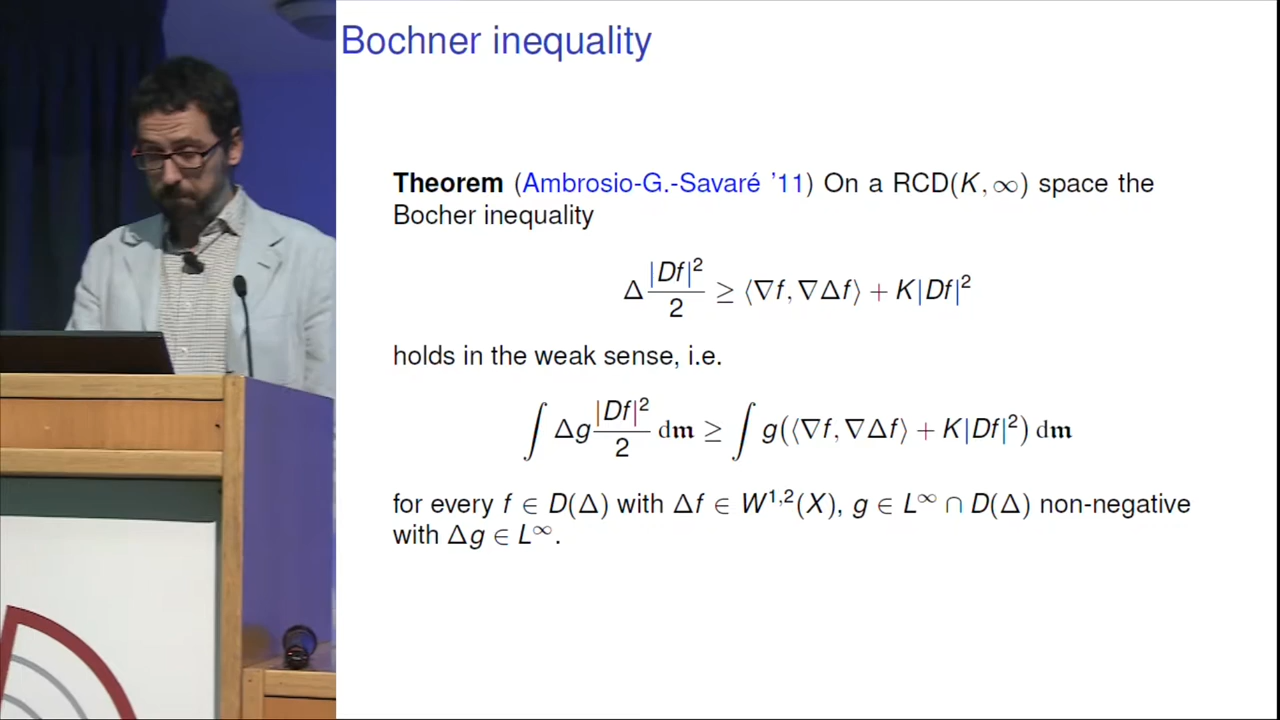 Bochner inequality
Theorem (Ambrosio-G.-Savaré '11) On a RCD(K, ∞) space the
Bocher inequality
Δ |Df|²/2 ≥ ⟨∇f, ∇Δf⟩ + K|Df|²
holds in the weak sense, i.e.
∫ Δg |Df|²/2 dm ≥ ∫ g(⟨∇f, ∇Δf⟩ + K|Df|²) dm
for every f ∈ D(Δ) with Δf ∈ W¹,²(X), g ∈ L∞ ∩ D(Δ) non-negative
with Δg ∈ L∞.